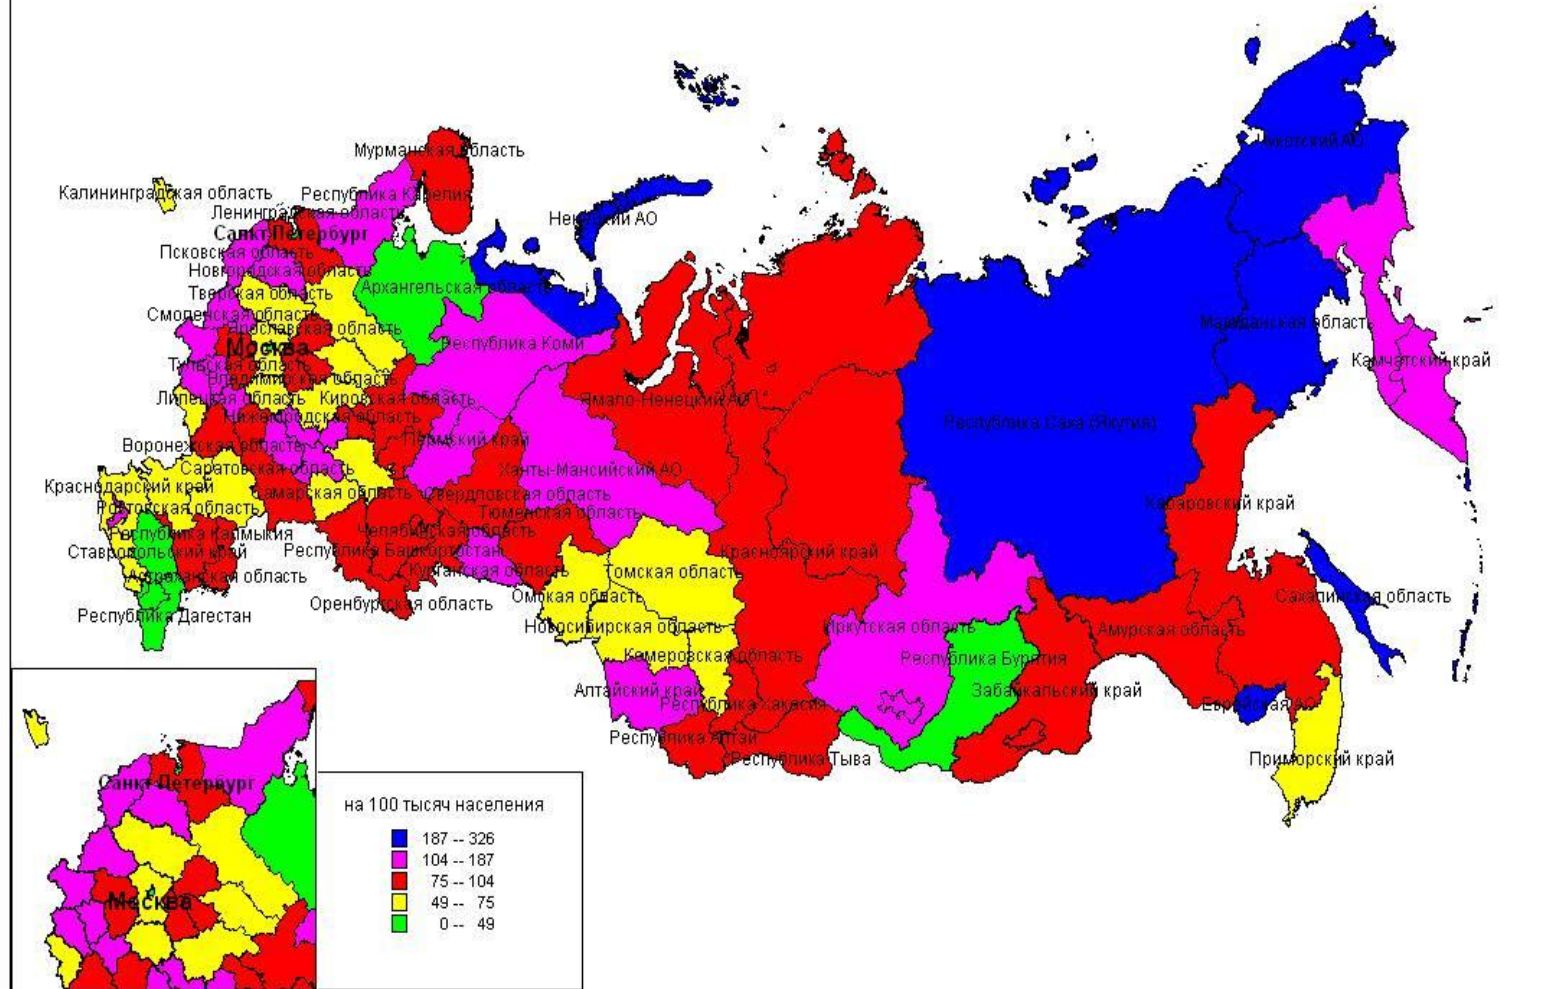 Чукотский АО
Мурманская область
Калининградская область
Республика Карелия
Ленинградская область
Ненецкий АО
Санкт-Петербург
Псковская область
Новгородская область
Архангельская область
Тверская область
Смоленская область
Магаданская область
Ярославская область
Республика Коми
Москва
Камчатский край
Тульская область
Владимирская область
Липецкая область
Кировская область
Ямало-Ненецкий АО
Нижегородская область
Республика Саха (Якутия)
Пермский край
Воронежская область
Саратовская область
Ханты-Мансийский АО
Краснодарский край
Самарская область
Свердловская область
Хабаровский край
Ростовская область
Тюменская область
Республика Калмыкия
Челябинская область
Ставропольский край
Республика Башкортостан
Красноярский край
Курганская область
Томская область
Астраханская область
Омская область
Сахалинская область
Оренбургская область
Республика Дагестан
Новосибирская область
Иркутская область
Амурская область
Кемеровская область
Республика Бурятия
Алтайский край
Забайкальский край
Республика Хакасия
Еврейская АО
Республика Алтай
Республика Тыва
Приморский край
Санкт-Петербург
Москва
на 100 тысяч населения
187 -- 326
104 -- 187
75 -- 104
49 -- 75
0 -- 49